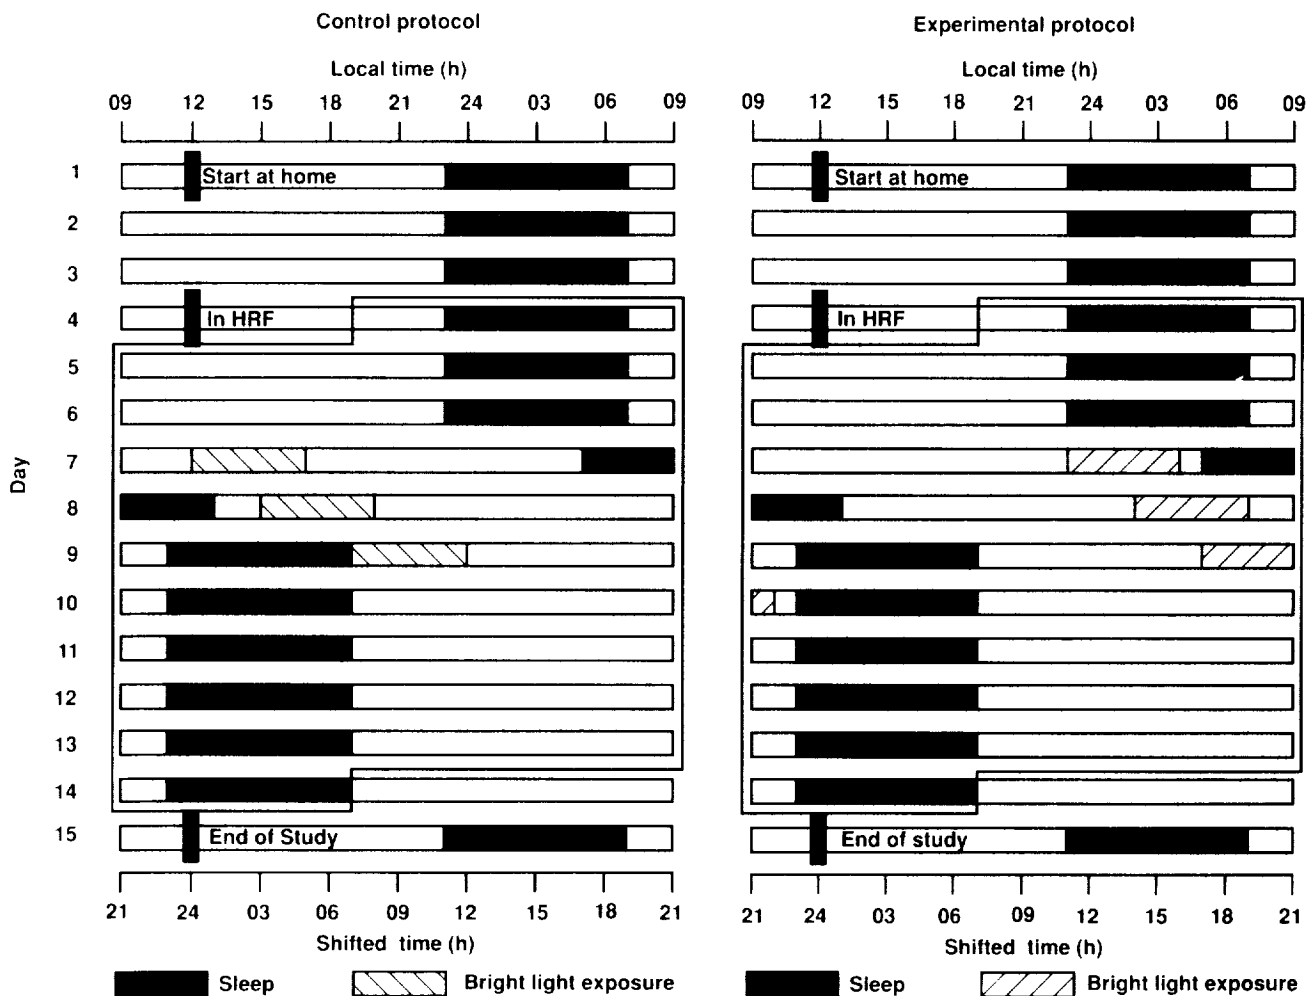 Control protocol
Local time (h)
09 12 15 18 21 24 03 06 09
Experimental protocol
Local time (h)
09 12 15 18 21 24 03 06 09
Day
1 Start at home Start at home
2
3
4 In HRF In HRF
5
6
7
8
9
10
11
12
13
14
15 End of Study End of study
21 24 03 06 09 12 15 18 21
Shifted time (h)
Sleep Bright light exposure
21 24 03 06 09 12 15 18 21
Shifted time (h)
Sleep Bright light exposure